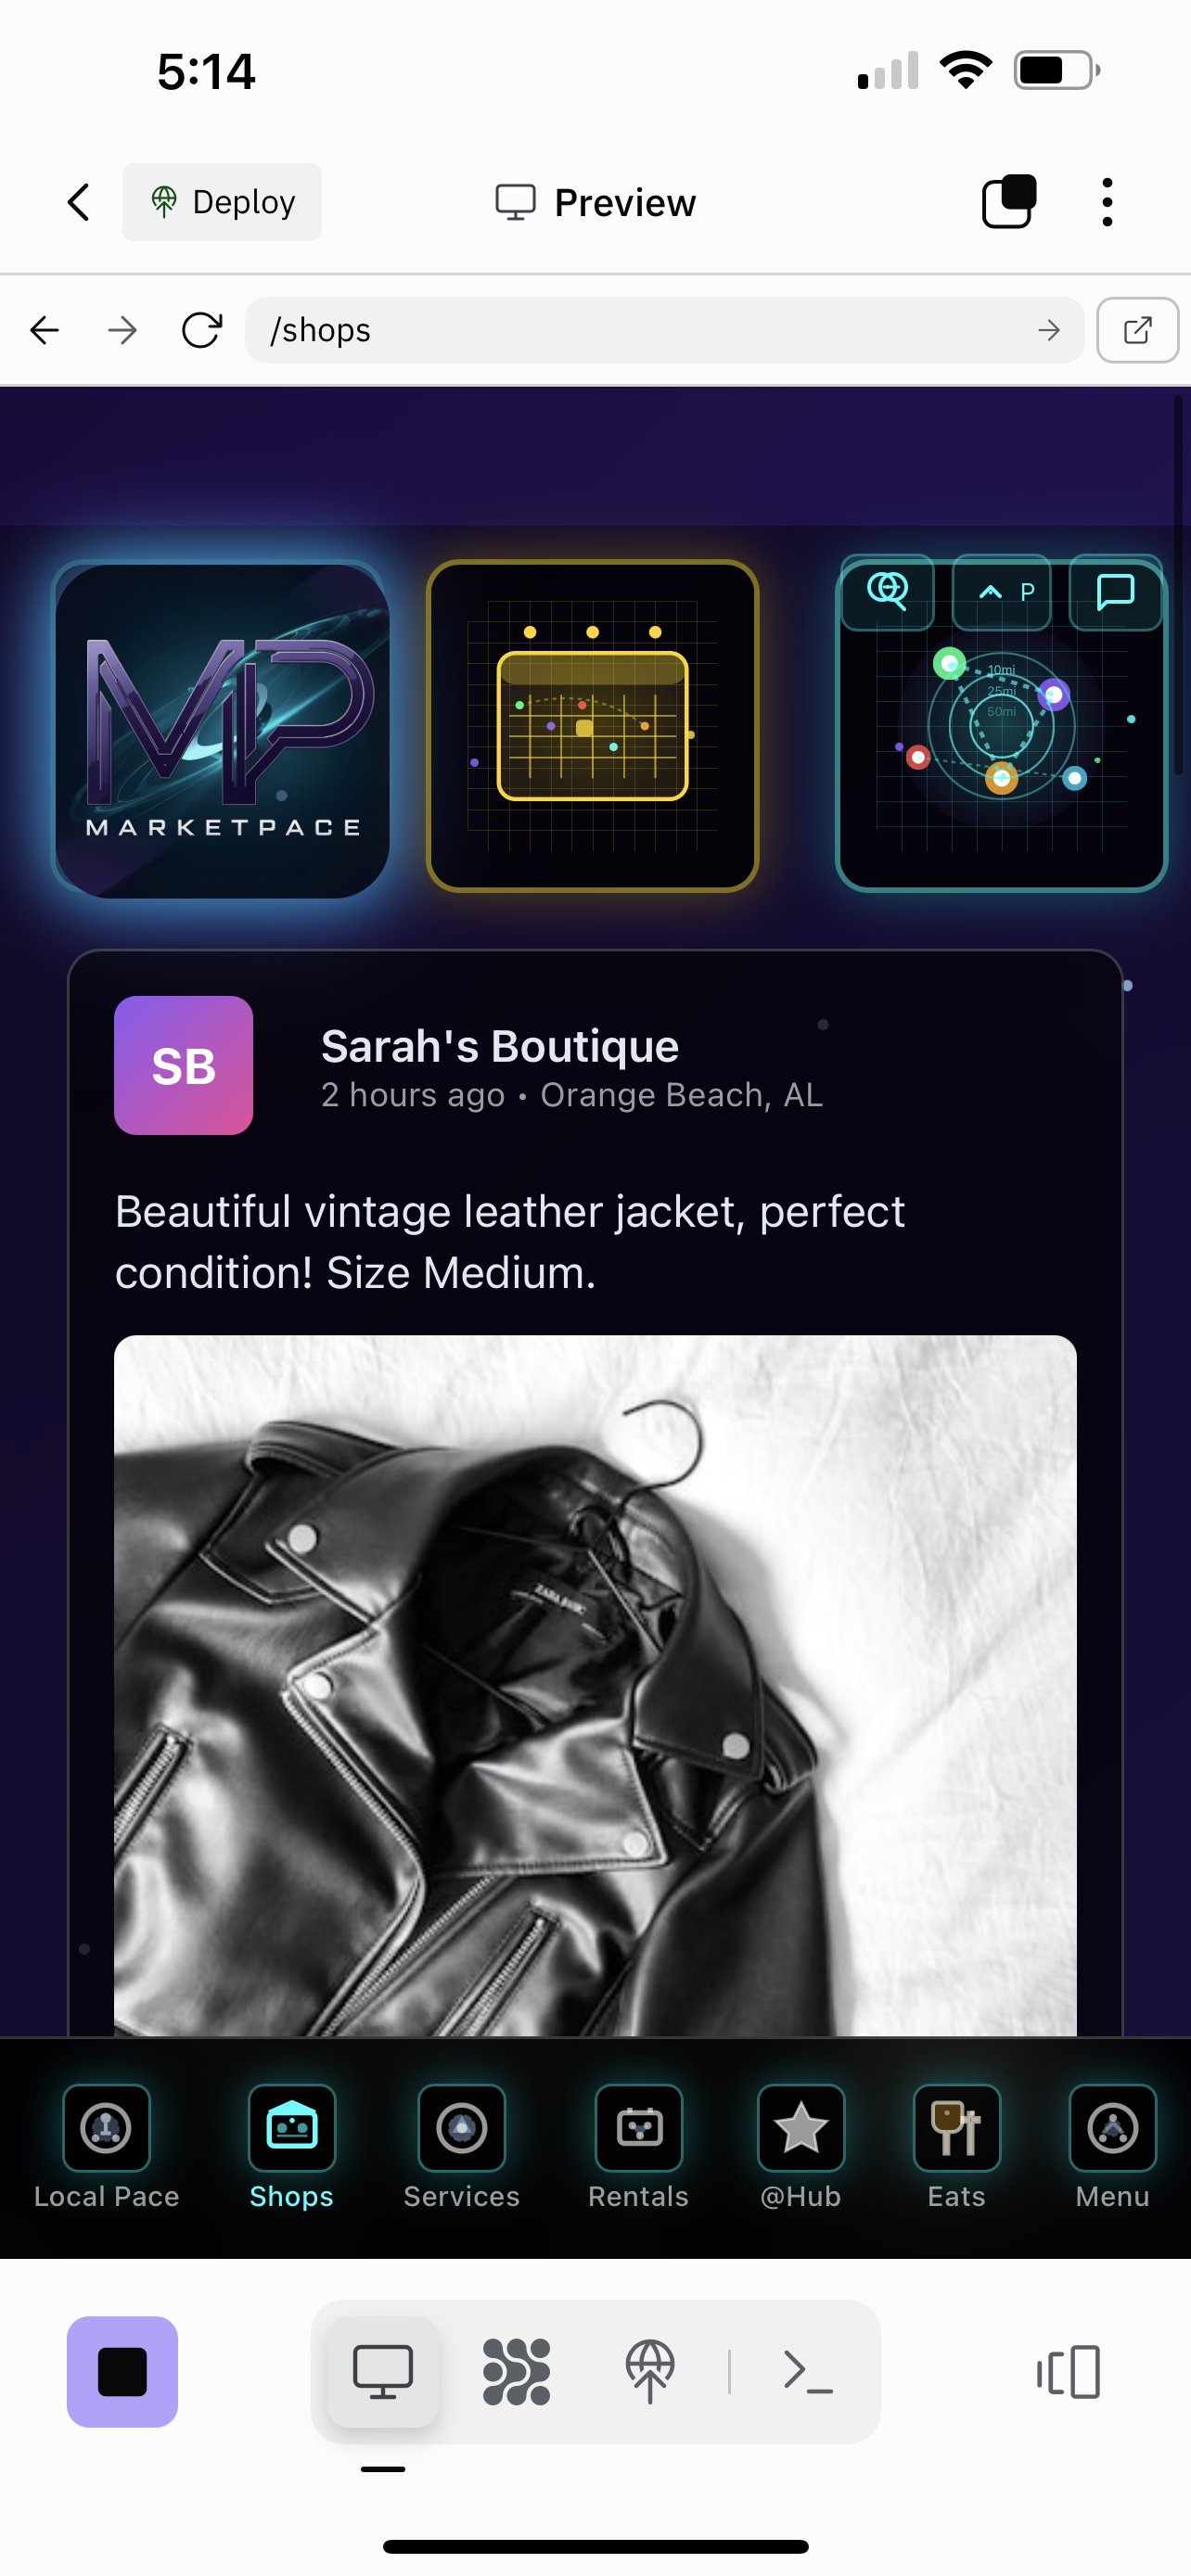 5:14
Deploy
Preview
/shops
P
10mi
25mi
50mi
MP
MARKETPACE
SB
Sarah's Boutique
2 hours ago • Orange Beach, AL
Beautiful vintage leather jacket, perfect
condition! Size Medium.
ZARA BASIC
Local Pace
Shops
Services
Rentals
@Hub
Eats
Menu